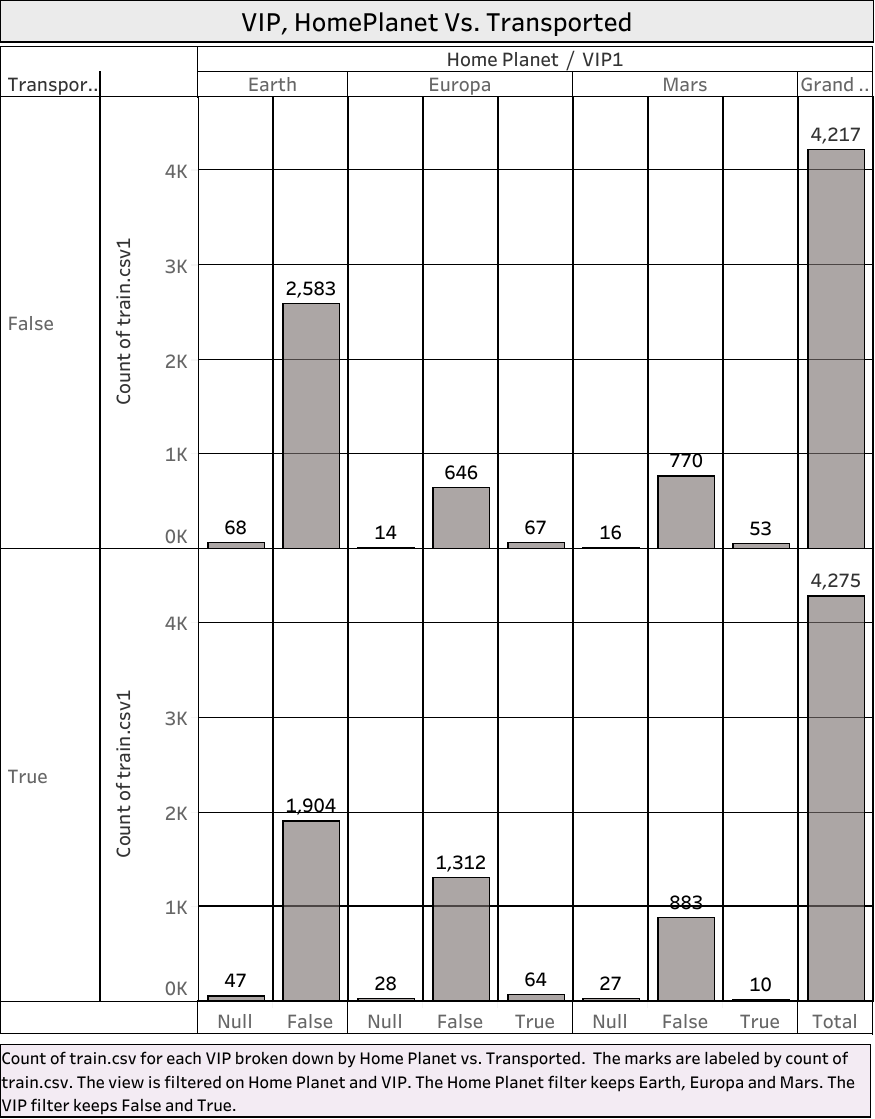 VIP, HomePlanet Vs. Transported
Home Planet / VIP1
Transpor.. Earth Europa Mars Grand ..
False
Count of train.csv1
4K
3K
2K
1K
0K
68 2,583 14 646 67 16 770 53 4,217
True
Count of train.csv1
4K
3K
2K
1K
0K
47 1,904 28 1,312 64 27 883 10 4,275
Null False Null False True Null False True Total
Count of train.csv for each VIP broken down by Home Planet vs. Transported. The marks are labeled by count of
train.csv. The view is filtered on Home Planet and VIP. The Home Planet filter keeps Earth, Europa and Mars. The
VIP filter keeps False and True.